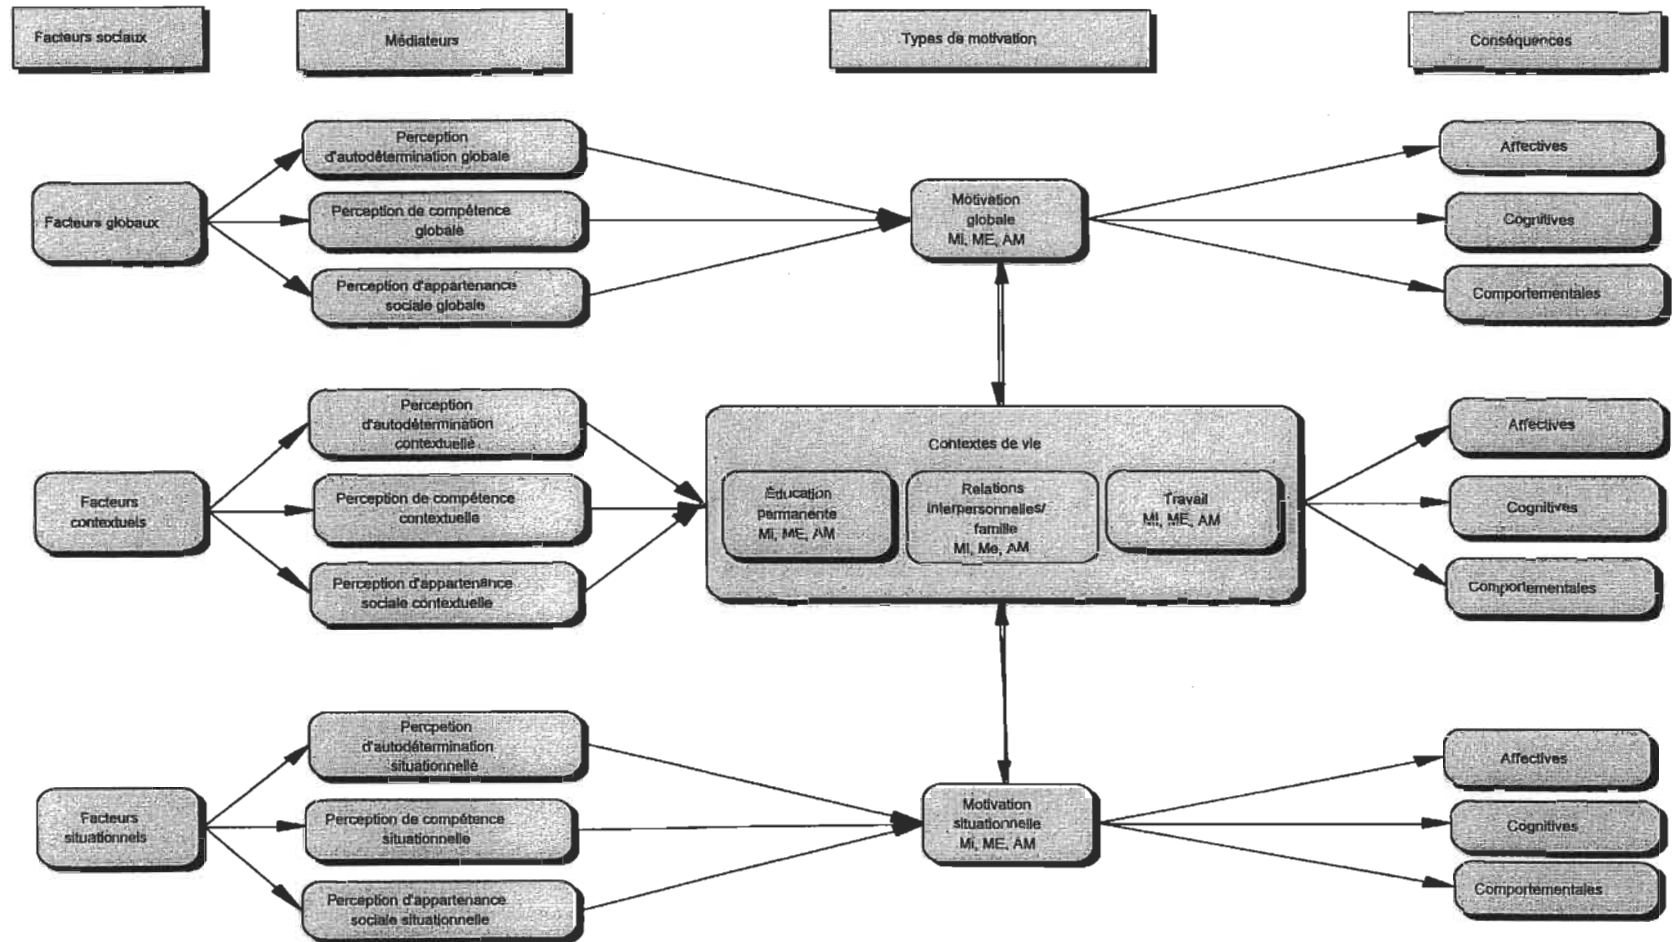 Facteurs sociaux
Médiateurs
Types de motivation
Conséquences
Facteurs globaux
Perception
d'autodétermination globale
Perception de compétence
globale
Perception d'appartenance
sociale globale
Motivation
globale
MI, ME, AM
Affectives
Cognitives
Comportementales
Facteurs
contextuels
Perception
d'autodétermination
contextuelle
Perception de compétence
contextuelle
Perception d'appartenance
sociale contextuelle
Contextes de vie
Éducation
permanente
MI, ME, AM
Relations
interpersonnelles/
famille
MI, Me, AM
Travail
MI, ME, AM
Affectives
Cognitives
Comportementales
Facteurs
situationnels
Percpetion
d'autodétermination
situationnelle
Perception de compétence
situationnelle
Perception d'appartenance
sociale situationnelle
Motivation
situationnelle
MI, ME, AM
Affectives
Cognitives
Comportementales